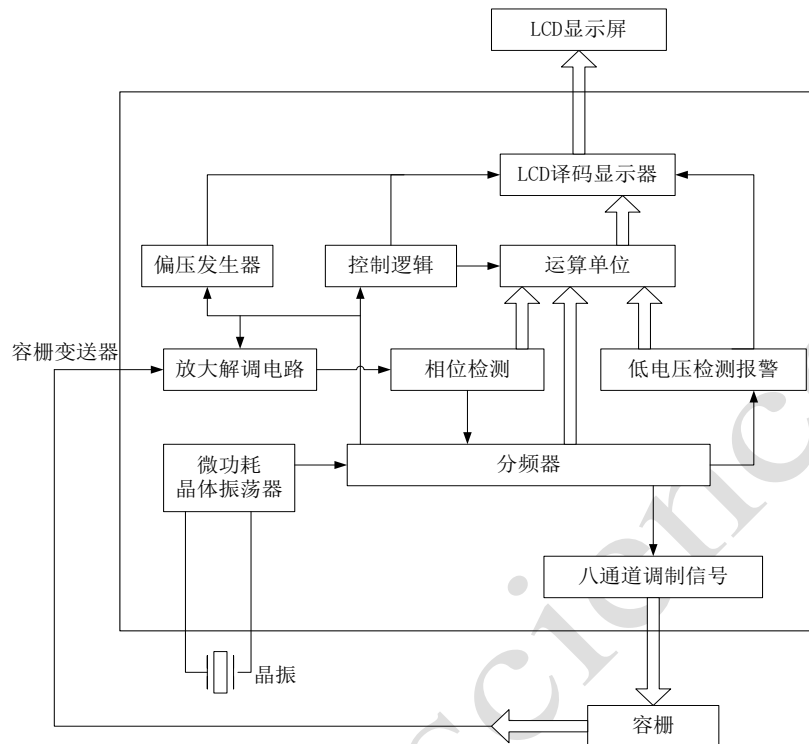 LCD显示屏
LCD译码显示器
偏压发生器
控制逻辑
运算单位
容栅变送器
放大解调电路
相位检测
低电压检测报警
微功耗
晶体振荡器
分频器
八通道调制信号
晶振
容栅
scienc